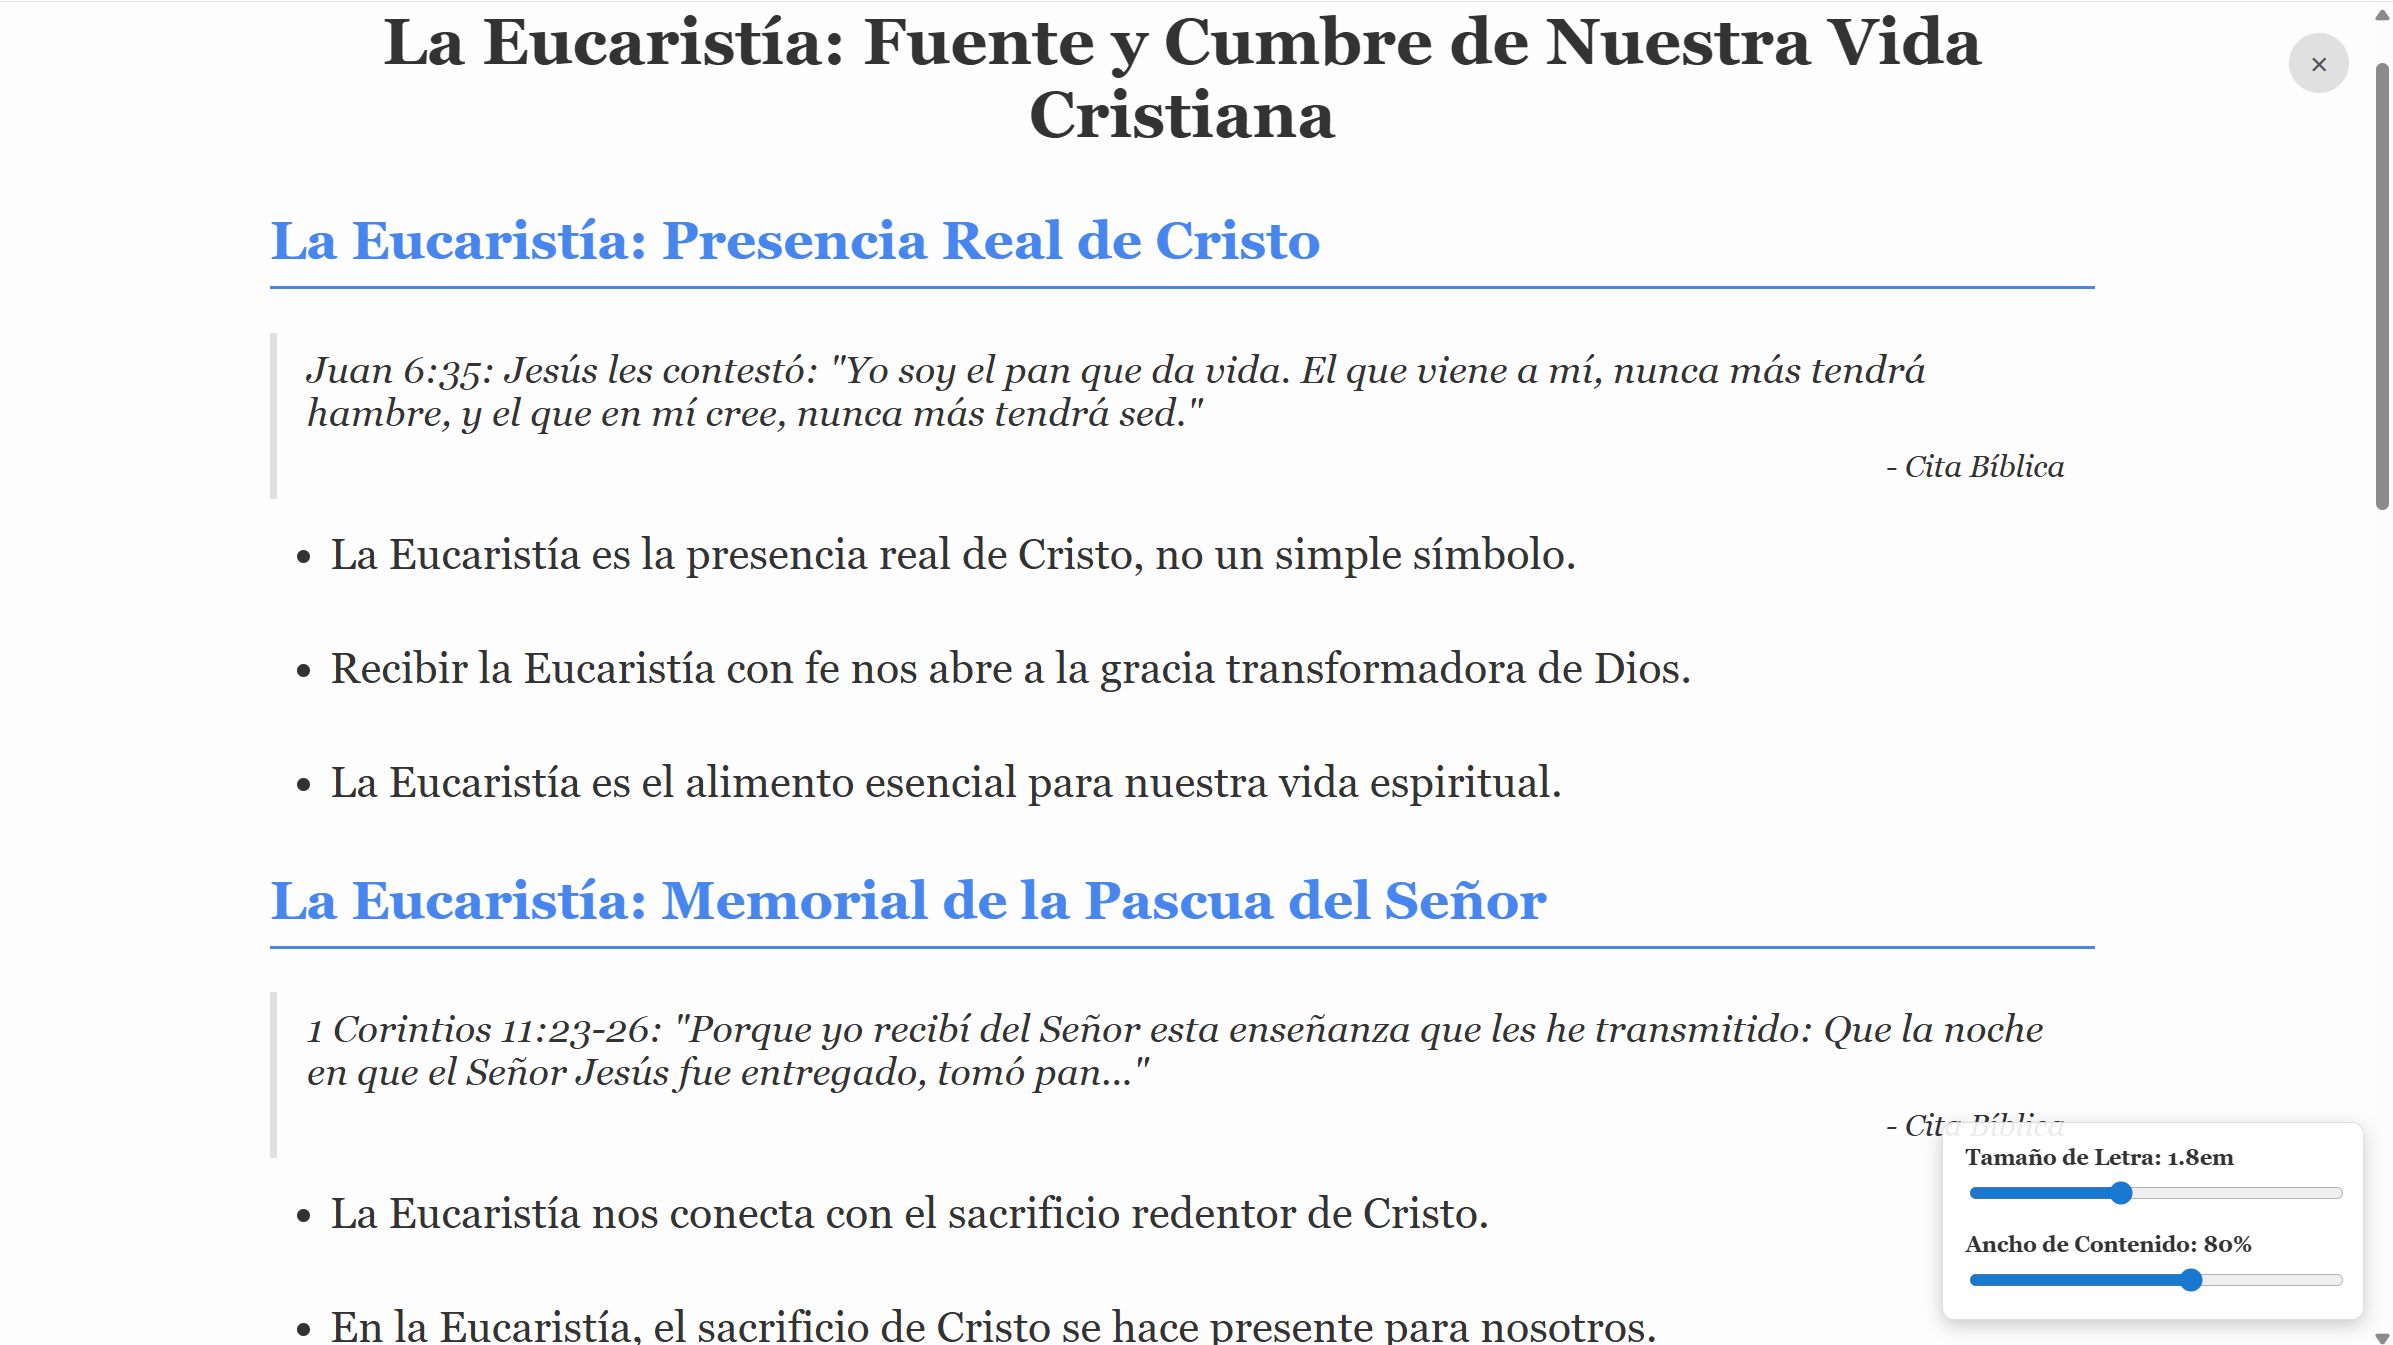 La Eucaristía: Fuente y Cumbre de Nuestra Vida
Cristiana
×
La Eucaristía: Presencia Real de Cristo
Juan 6:35: Jesús les contestó: "Yo soy el pan que da vida. El que viene a mí, nunca más tendrá
hambre, y el que en mí cree, nunca más tendrá sed."
- Cita Bíblica
• La Eucaristía es la presencia real de Cristo, no un simple símbolo.
• Recibir la Eucaristía con fe nos abre a la gracia transformadora de Dios.
• La Eucaristía es el alimento esencial para nuestra vida espiritual.
La Eucaristía: Memorial de la Pascua del Señor
1 Corintios 11:23-26: "Porque yo recibí del Señor esta enseñanza que les he transmitido: Que la noche
en que el Señor Jesús fue entregado, tomó pan..."
- Cita Bíblica
• La Eucaristía nos conecta con el sacrificio redentor de Cristo.
• En la Eucaristía, el sacrificio de Cristo se hace presente para nosotros.
Tamaño de Letra: 1.8em
Ancho de Contenido: 80%